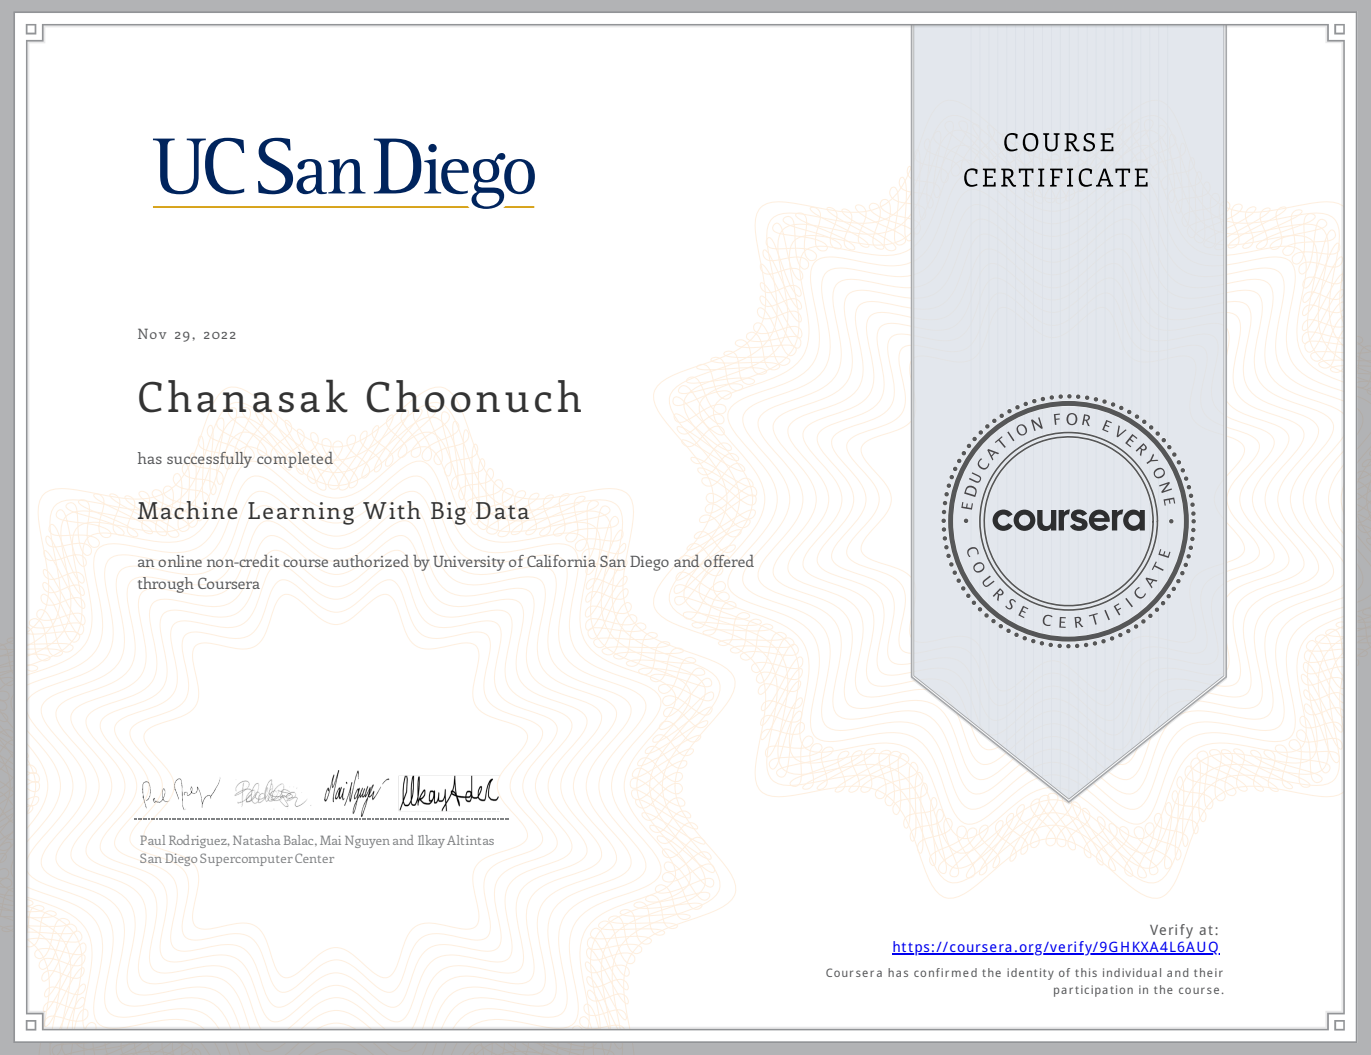 UC San Diego
COURSE
CERTIFICATE
Nov 29, 2022
Chanasak Choonuch
has successfully completed
Machine Learning With Big Data
an online non-credit course authorized by University of California San Diego and offered
through Coursera
EDUCATION FOR EVERYONE
coursera
COURSE CERTIFICATE
Mai Nguyen
Paul Rodriguez, Natasha Balac, Mai Nguyen and Ilkay Altintas
San Diego Supercomputer Center
Verify at:
https://coursera.org/verify/9GHKXA4L6AUQ
Coursera has confirmed the identity of this individual and their
participation in the course.